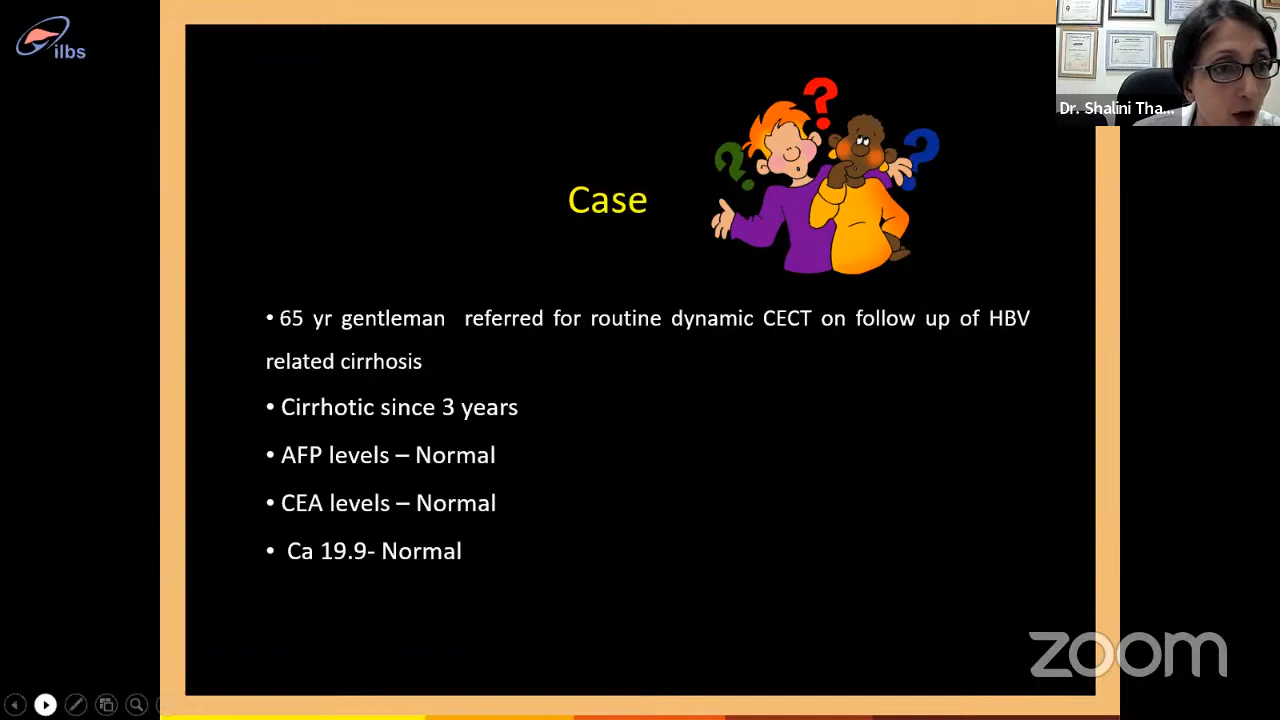 ilbs
Dr. Shalini Tha...
Case
• 65 yr gentleman referred for routine dynamic CECT on follow up of HBV
related cirrhosis
• Cirrhotic since 3 years
• AFP levels – Normal
• CEA levels – Normal
• Ca 19.9- Normal
zoom